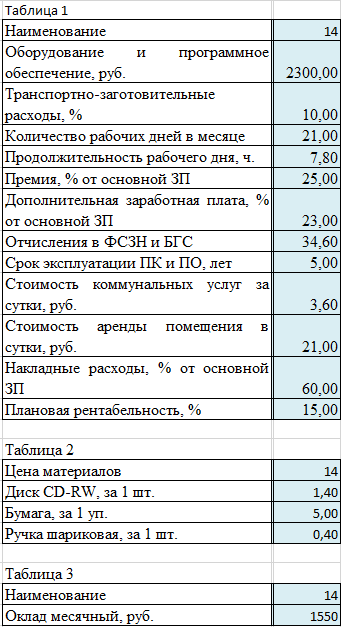 Таблица 1
Наименование 14
Оборудование и программное
обеспечение, руб. 2300,00
Транспортно-заготовительные
расходы, % 10,00
Количество рабочих дней в месяце 21,00
Продолжительность рабочего дня, ч. 7,80
Премия, % от основной ЗП 25,00
Дополнительная заработная плата, %
от основной ЗП 23,00
Отчисления в ФСЗН и БГС 34,60
Срок эксплуатации ПК и ПО, лет 5,00
Стоимость коммунальных услуг за
сутки, руб. 3,60
Стоимость аренды помещения в
сутки, руб. 21,00
Накладные расходы, % от основной
ЗП 60,00
Плановая рентабельность, % 15,00
Таблица 2
Цена материалов 14
Диск CD-RW, за 1 шт. 1,40
Бумага, за 1 уп. 5,00
Ручка шариковая, за 1 шт. 0,40
Таблица 3
Наименование 14
Оклад месячный, руб. 1550